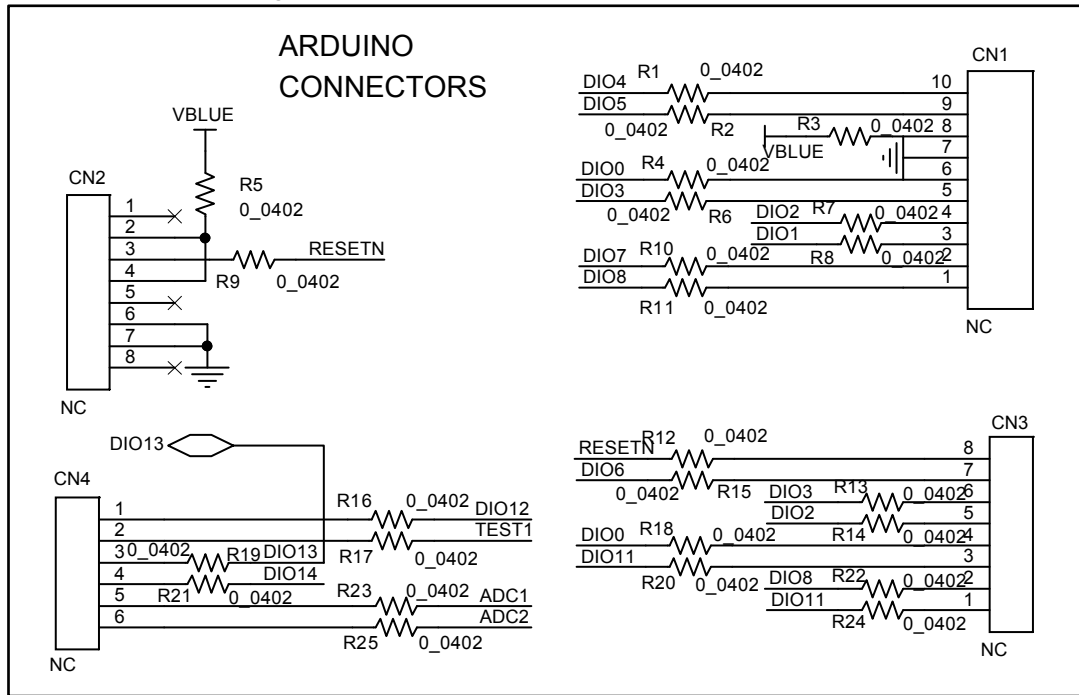 ARDUINO
CONNECTORS
VBLUE
CN2
R5
0_0402
1
2
3
4
5
6
7
8
RESETN
R9
0_0402
NC
CN1
R1
0_0402
DIO4
10
DIO5
9
0_0402
R2
R3
0_0402
8
VBLUE
7
DIO0
R4
0_0402
6
DIO3
5
0_0402
R6
DIO2
R7
0_0402
4
DIO1
3
R8
0_0402
DIO7
R10
0_0402
2
DIO8
1
R11
0_0402
NC
DIO13
CN4
R16
0_0402
1
DIO12
2
TEST1
R17
0_0402
3
0_0402
R19
DIO13
4
DIO14
R21
0_0402
R23
0_0402
5
ADC1
6
ADC2
R25
0_0402
NC
CN3
R12
0_0402
RESETN
8
DIO6
7
0_0402
R15
DIO3
R13
0_0402
6
DIO2
5
R14
0_0402
DIO0
R18
0_0402
4
DIO11
3
R20
0_0402
DIO8
R22
0_0402
2
DIO11
1
R24
0_0402
NC